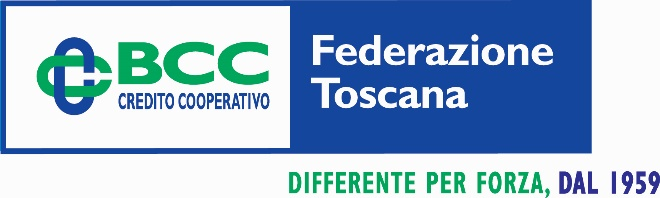 BCC
CREDITO COOPERATIVO
Federazione
Toscana
DIFFERENTE PER FORZA, DAL 1959